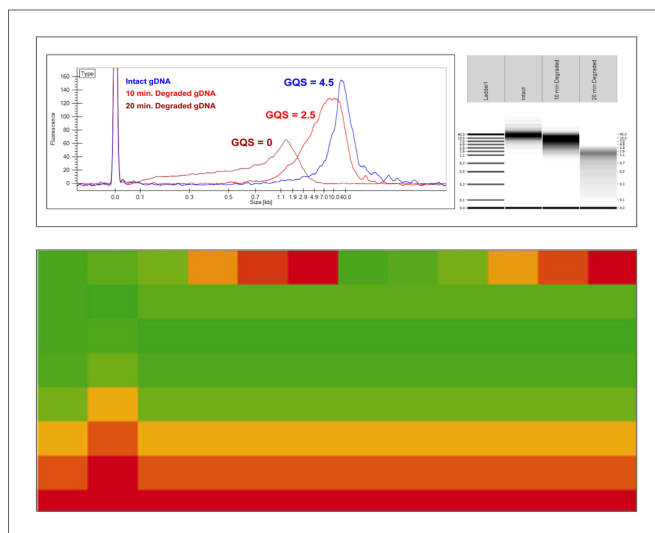 Type
Intact gDNA
10 min. Degraded gDNA
20 min. Degraded gDNA
GQS = 4.5
GQS = 2.5
GQS = 0
Fluorescence
160
140
120
100
80
60
40
20
0
0.0 0.3 0.5 0.7 1.1 1.9 2.9 4.9 7.0 10.0 40.0
Size [kb]
Ladder1
Intact
10 min.Degraded
20 min.Degraded